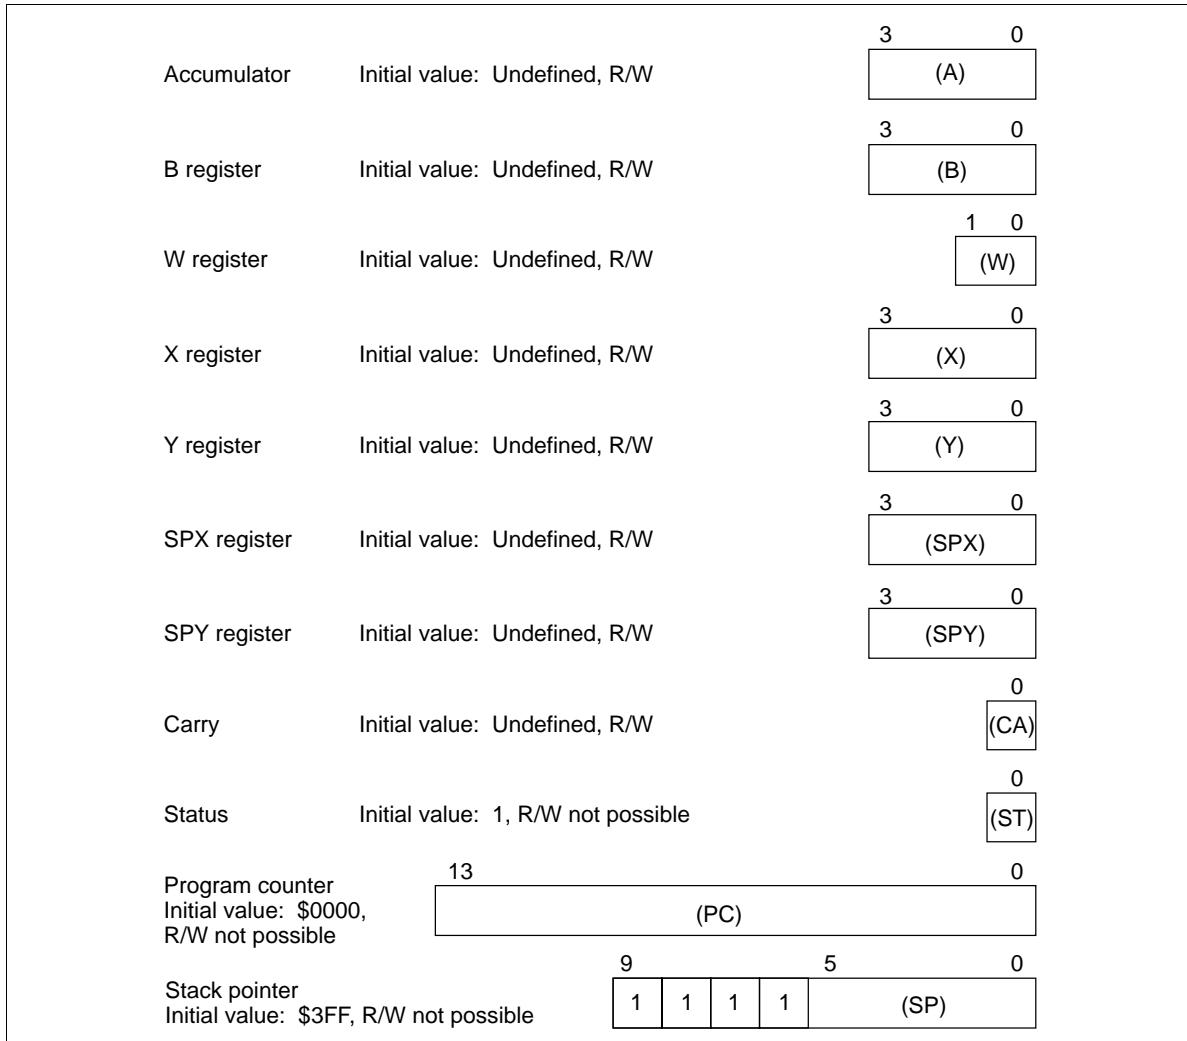 3 0
Accumulator Initial value: Undefined, R/W (A)
3 0
B register Initial value: Undefined, R/W (B)
1 0
W register Initial value: Undefined, R/W (W)
3 0
X register Initial value: Undefined, R/W (X)
3 0
Y register Initial value: Undefined, R/W (Y)
3 0
SPX register Initial value: Undefined, R/W (SPX)
3 0
SPY register Initial value: Undefined, R/W (SPY)
0
Carry Initial value: Undefined, R/W (CA)
0
Status Initial value: 1, R/W not possible (ST)
13 0
Program counter
Initial value: $0000,
R/W not possible
(PC)
9 5 0
Stack pointer
Initial value: $3FF, R/W not possible
1 1 1 1 (SP)